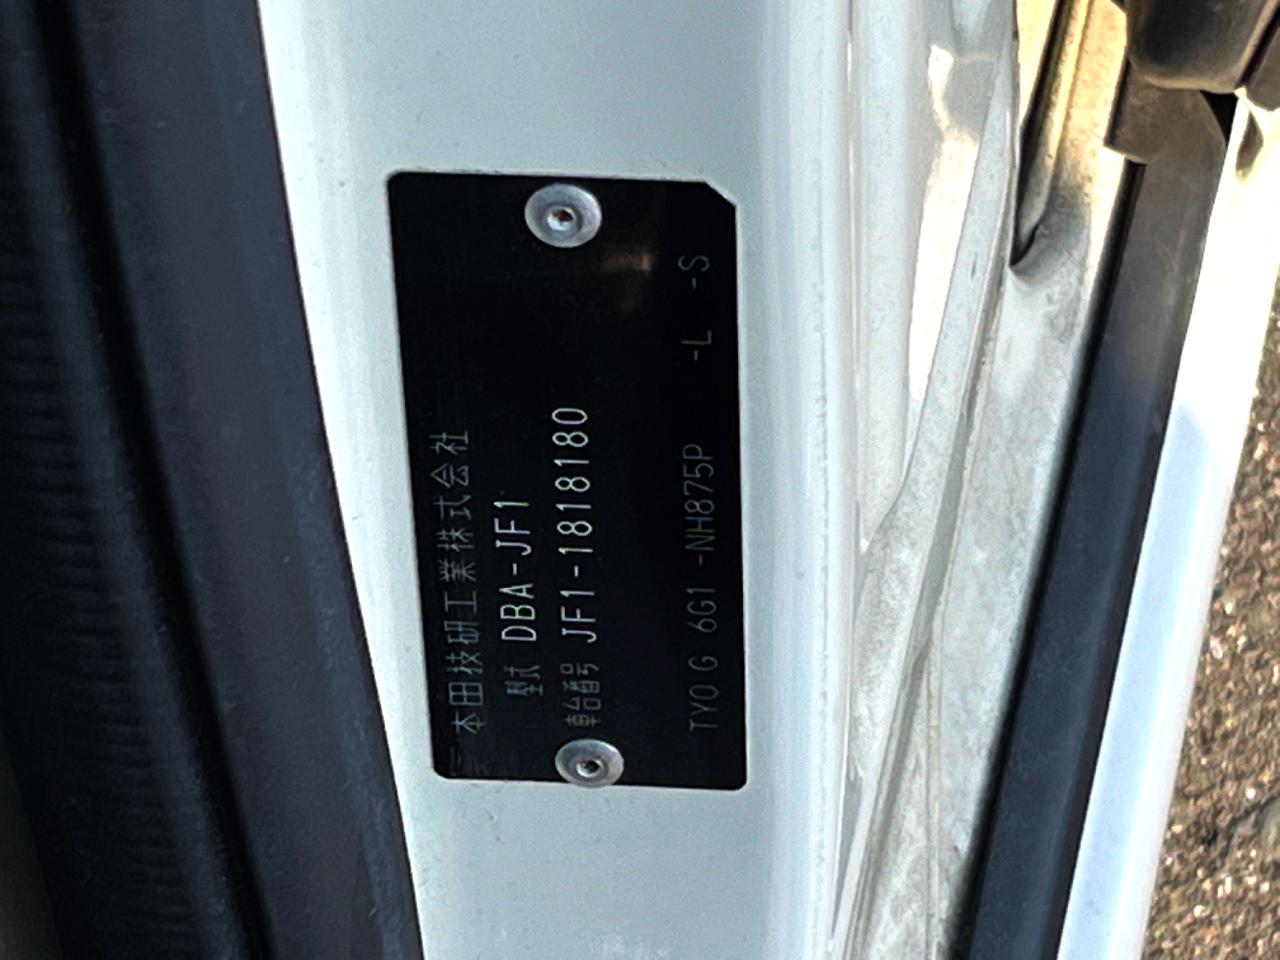 本田技研工業株式会社
型式 DBA-JF1
車台番号 JF1-1818180
TY0 G 6G1 -NH875P -L -S